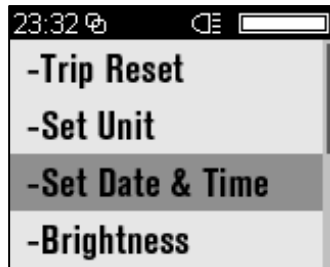 23:32
-Trip Reset
-Set Unit
-Set Date & Time
-Brightness